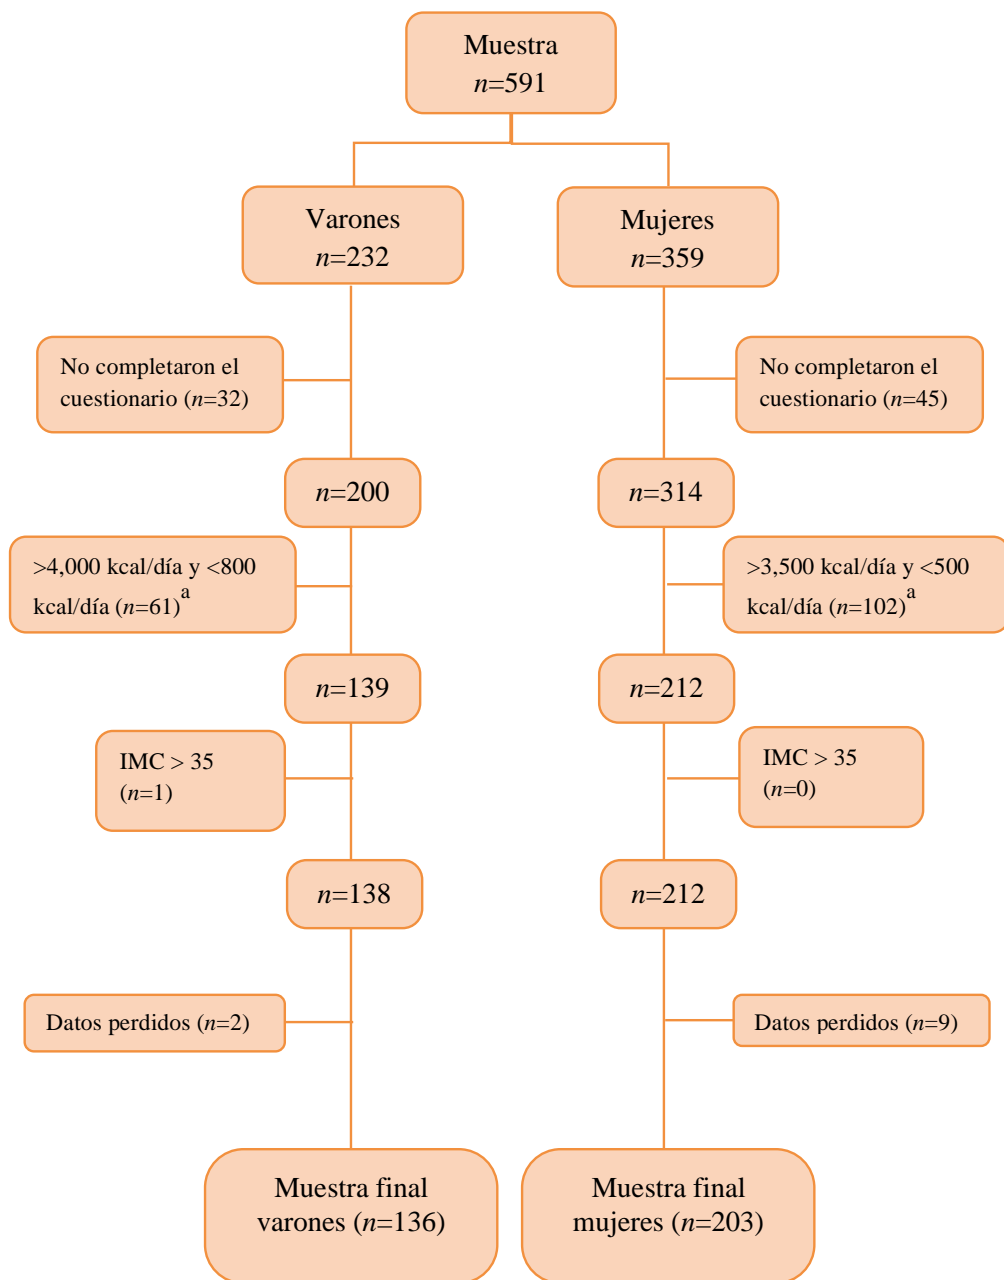 Muestra
n=591
Varones
n=232
Mujeres
n=359
No completaron el
cuestionario (n=32)
No completaron el
cuestionario (n=45)
n=200
n=314
>4,000 kcal/día y <800
kcal/día (n=61)a
>3,500 kcal/día y <500
kcal/día (n=102)a
n=139
n=212
IMC > 35
(n=1)
IMC > 35
(n=0)
n=138
n=212
Datos perdidos (n=2)
Datos perdidos (n=9)
Muestra final
varones (n=136)
Muestra final
mujeres (n=203)